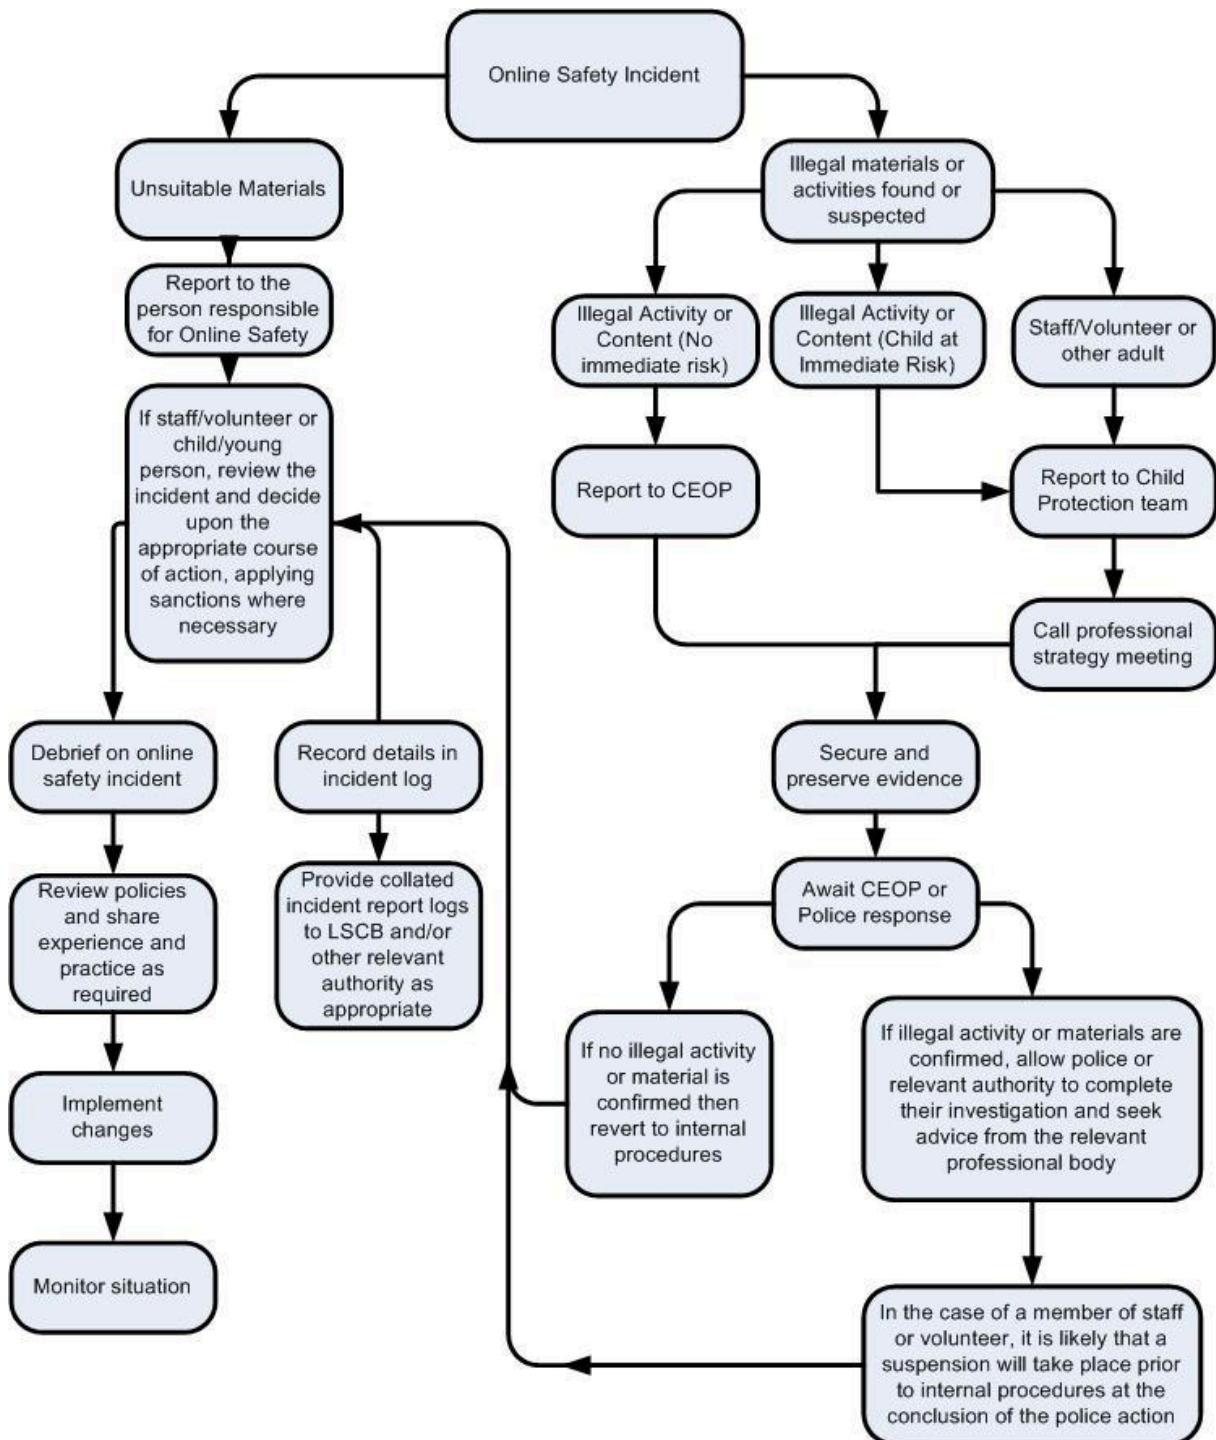 Online Safety Incident
Unsuitable Materials
Illegal materials or
activities found or
suspected
Report to the
person responsible
for Online Safety
Illegal Activity or
Content (No
immediate risk)
Illegal Activity or
Content (Child at
Immediate Risk)
Staff/Volunteer or
other adult
If staff/volunteer or
child/young
person, review the
incident and decide
upon the
appropriate course
of action, applying
sanctions where
necessary
Report to CEOP
Report to Child
Protection team
Call professional
strategy meeting
Debrief on online
safety incident
Record details in
incident log
Secure and
preserve evidence
Review policies
and share
experience and
practice as
required
Provide collated
incident report logs
to LSCB and/or
other relevant
authority as
appropriate
Await CEOP or
Police response
If no illegal activity
or material is
confirmed then
revert to internal
procedures
If illegal activity or materials are
confirmed, allow police or
relevant authority to complete
their investigation and seek
advice from the relevant
professional body
Implement
changes
Monitor situation
In the case of a member of staff
or volunteer, it is likely that a
suspension will take place prior
to internal procedures at the
conclusion of the police action